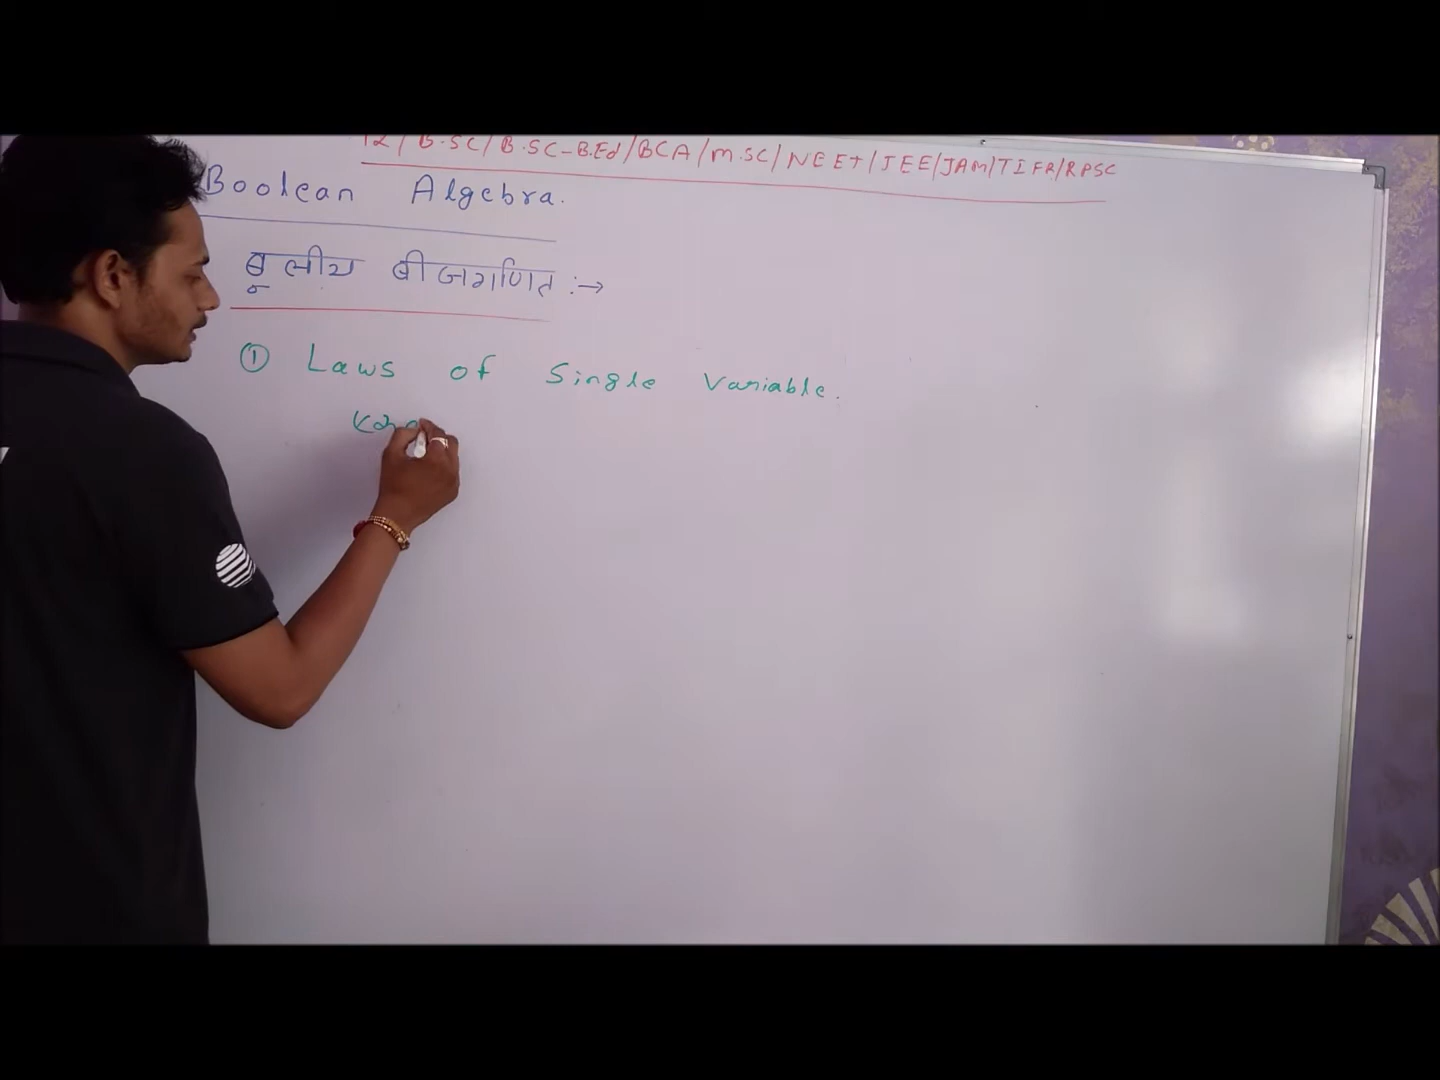 12/B.SC/B.SC-B.Ed/BCA/M.SC/NEET/JEE/JAM/TIFR/RPSC
Boolean Algebra.
बूलीय बीजगणित :→
① Laws of Single Variable.